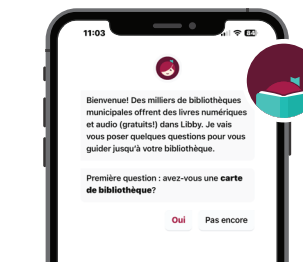 11:03
64
Bienvenue! Des milliers de bibliothèques
municipales offrent des livres numériques
et audio (gratuits!) dans Libby. Je vais
vous poser quelques questions pour vous
guider jusqu'à votre bibliothèque.
Première question : avez-vous une carte
de bibliothèque?
Oui Pas encore